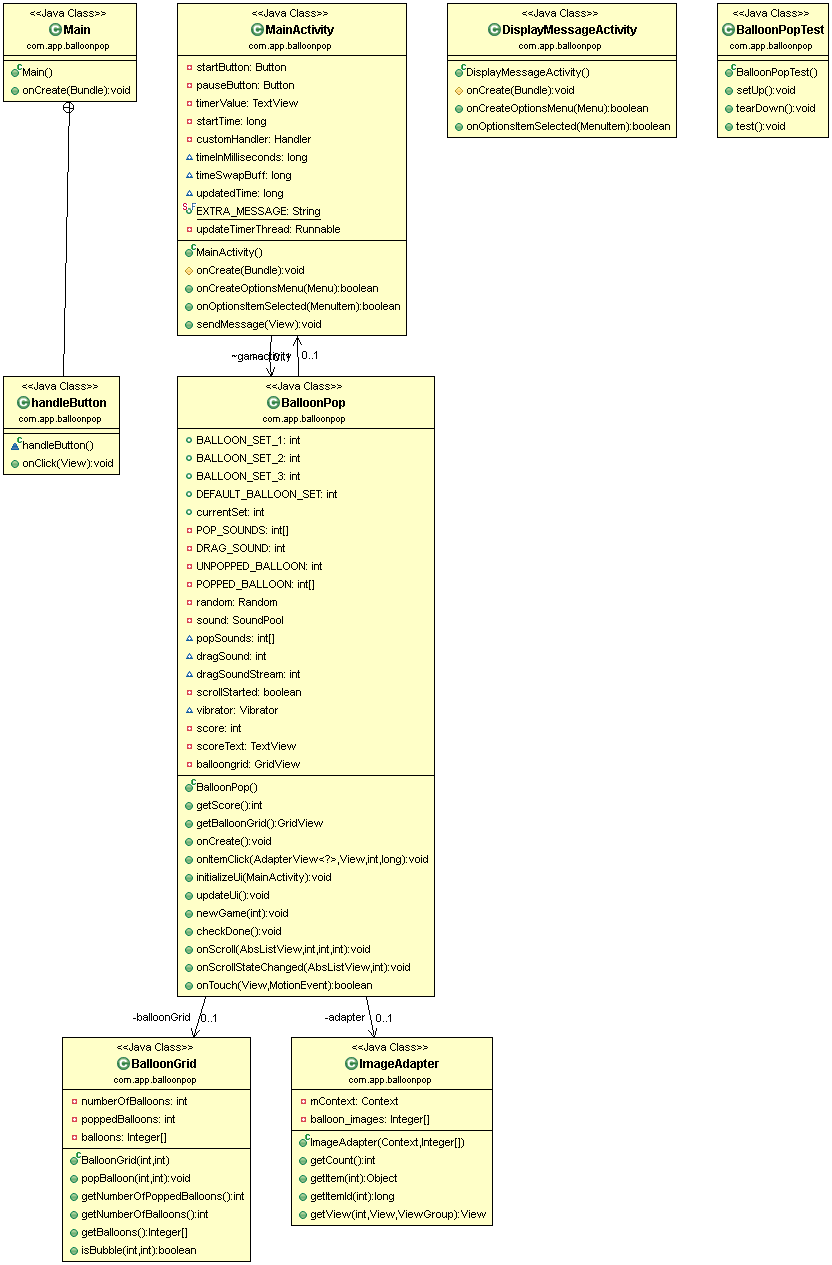 <<Java Class>>
Main
com.app.balloonpop
Main()
onCreate(Bundle):void
<<Java Class>>
MainActivity
com.app.balloonpop
startButton: Button
pauseButton: Button
timerValue: TextView
startTime: long
customHandler: Handler
timeInMilliseconds: long
timeSwapBuff: long
updatedTime: long
EXTRA_MESSAGE: String
updateTimerThread: Runnable
MainActivity()
onCreate(Bundle):void
onCreateOptionsMenu(Menu):boolean
onOptionsItemSelected(MenuItem):boolean
sendMessage(View):void
<<Java Class>>
DisplayMessageActivity
com.app.balloonpop
DisplayMessageActivity()
onCreate(Bundle):void
onCreateOptionsMenu(Menu):boolean
onOptionsItemSelected(MenuItem):boolean
<<Java Class>>
BalloonPopTest
com.app.balloonpop
BalloonPopTest()
setUp():void
tearDown():void
test():void
0..1
<<Java Class>>
handleButton
com.app.balloonpop
handleButton()
onClick(View):void
<<Java Class>>
BalloonPop
com.app.balloonpop
BALLOON_SET_1: int
BALLOON_SET_2: int
BALLOON_SET_3: int
DEFAULT_BALLOON_SET: int
currentSet: int
POP_SOUNDS: int[]
DRAG_SOUND: int
UNPOPPED_BALLOON: int
POPPED_BALLOON: int[]
random: Random
sound: SoundPool
popSounds: int[]
dragSound: int
dragSoundStream: int
scrollStarted: boolean
vibrator: Vibrator
score: int
scoreText: TextView
balloongrid: GridView
BalloonPop()
getScore():int
getBalloonGrid():GridView
onCreate():void
onItemClick(AdapterView<?>,View,int,long):void
initializeUi(MainActivity):void
updateUi():void
newGame(int):void
checkDone():void
onScroll(AbsListView,int,int,int):void
onScrollStateChanged(AbsListView,int):void
onTouch(View,MotionEvent):boolean
-balloonGrid 0..1
-adapter 0..1
<<Java Class>>
BalloonGrid
com.app.balloonpop
numberOfBalloons: int
poppedBalloons: int
balloons: Integer[]
BalloonGrid(int,int)
popBalloon(int,int):void
getNumberOfPoppedBalloons():int
getNumberOfBalloons():int
getBalloons():Integer[]
isBubble(int,int):boolean
<<Java Class>>
ImageAdapter
com.app.balloonpop
mContext: Context
balloon_images: Integer[]
ImageAdapter(Context,Integer[])
getCount():int
getItem(int):Object
getItemId(int):long
getView(int,View,ViewGroup):View